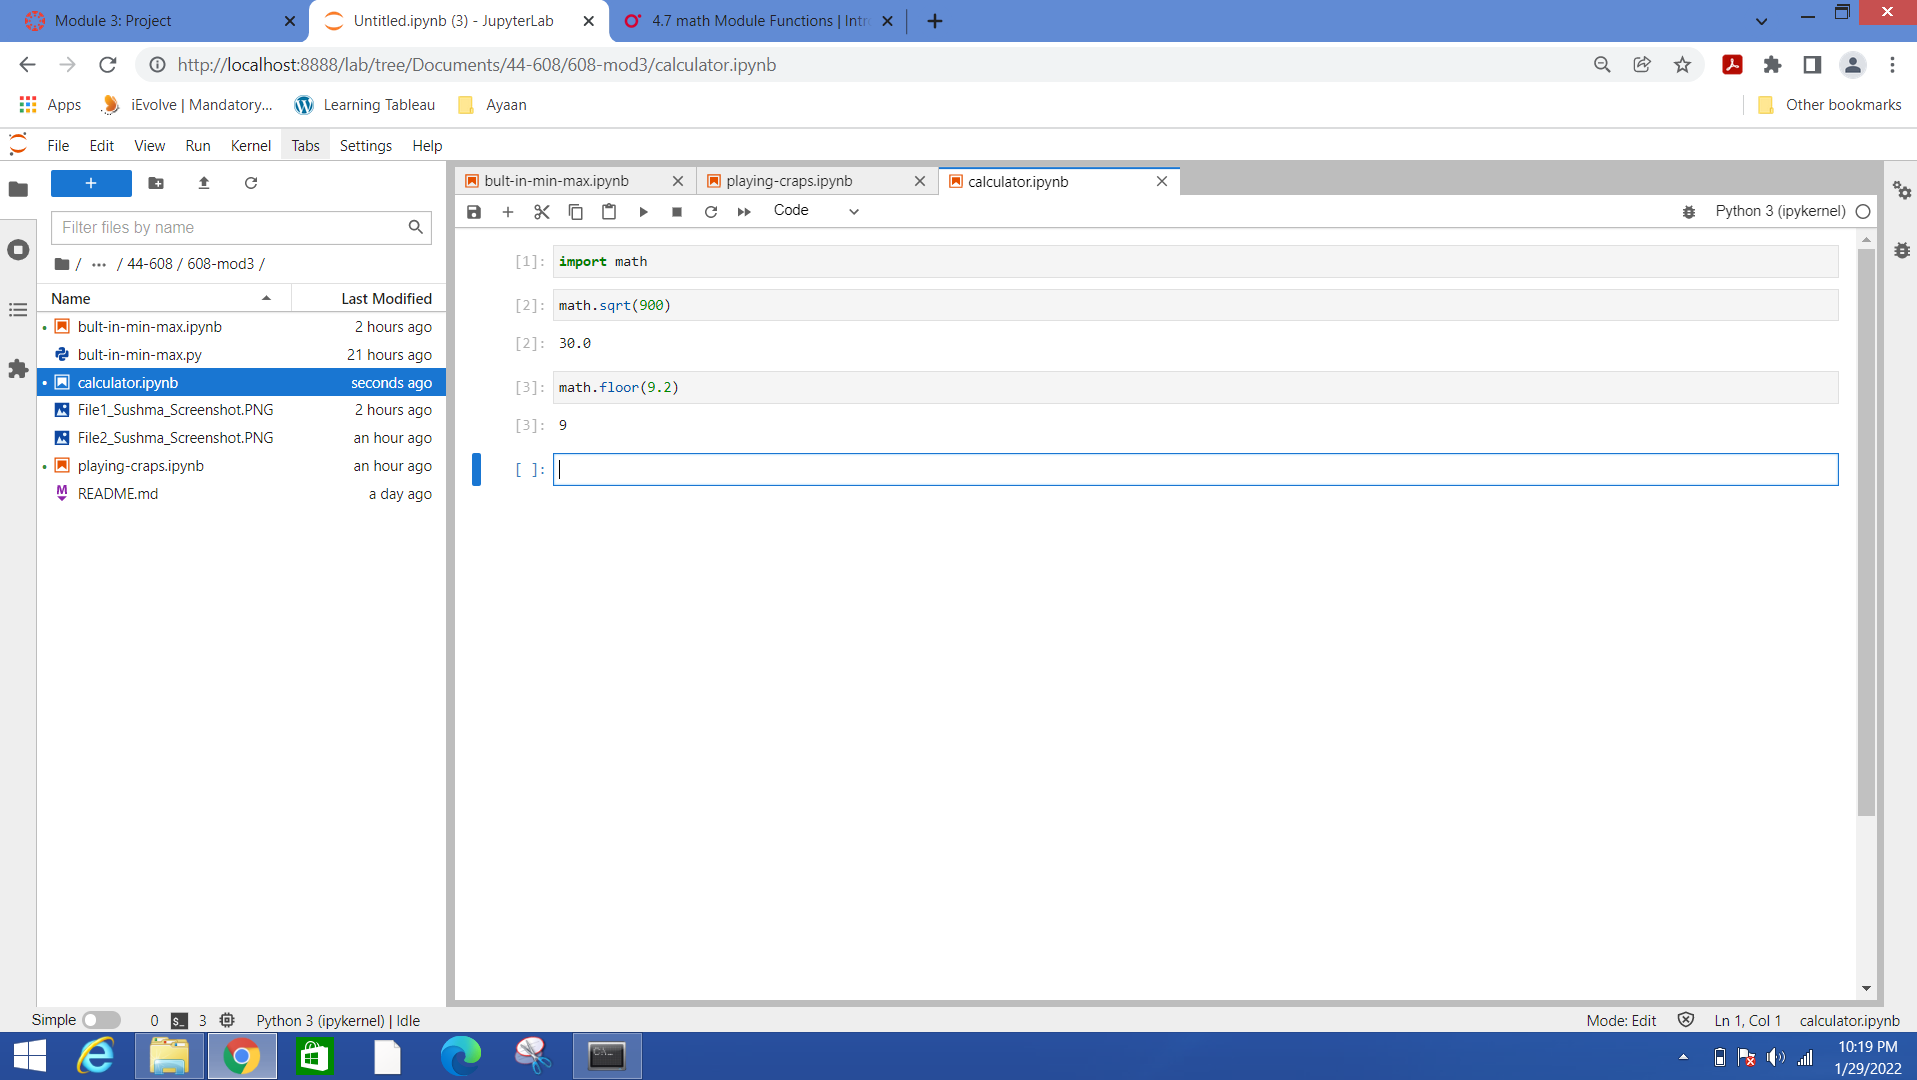 Module 3: Project
Untitled.ipynb (3) - JupyterLab
4.7 math Module Functions | Intr
http://localhost:8888/lab/tree/Documents/44-608/608-mod3/calculator.ipynb
Apps
iEvolve | Mandatory...
Learning Tableau
Ayaan
Other bookmarks
File Edit View Run Kernel Tabs Settings Help
Filter files by name
/ ... / 44-608 / 608-mod3 /
Name Last Modified
bult-in-min-max.ipynb 2 hours ago
bult-in-min-max.py 21 hours ago
calculator.ipynb seconds ago
File1_Sushma_Screenshot.PNG 2 hours ago
File2_Sushma_Screenshot.PNG an hour ago
playing-craps.ipynb an hour ago
README.md a day ago
bult-in-min-max.ipynb
playing-craps.ipynb
calculator.ipynb
Code
Python 3 (ipykernel)
[1]: import math
[2]: math.sqrt(900)
[2]: 30.0
[3]: math.floor(9.2)
[3]: 9
[ ]:
Simple 0 3 Python 3 (ipykernel) | Idle
Mode: Edit Ln 1, Col 1 calculator.ipynb
10:19 PM
1/29/2022